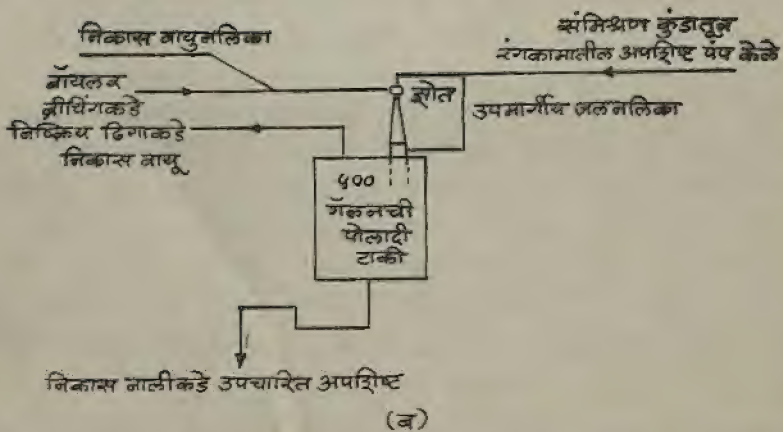 निकास वायुनलिका
संमिश्रण कुंडातून
रंगकामातील अपशिष्ट पंप केले
बॉयलर
ब्रीथिंगकडे
झोत
उपमार्गीय जलनलिका
निष्क्रिय ढिगाकडे
निकास वायू
५००
गॅलनची
पोलादी
टाकी
निकास नालीकडे उपचारित अपशिष्ट
(ब)